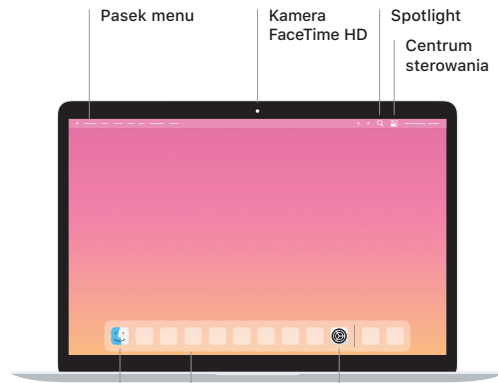 Pasek menu
Kamera
FaceTime HD
Spotlight
Centrum
sterowania